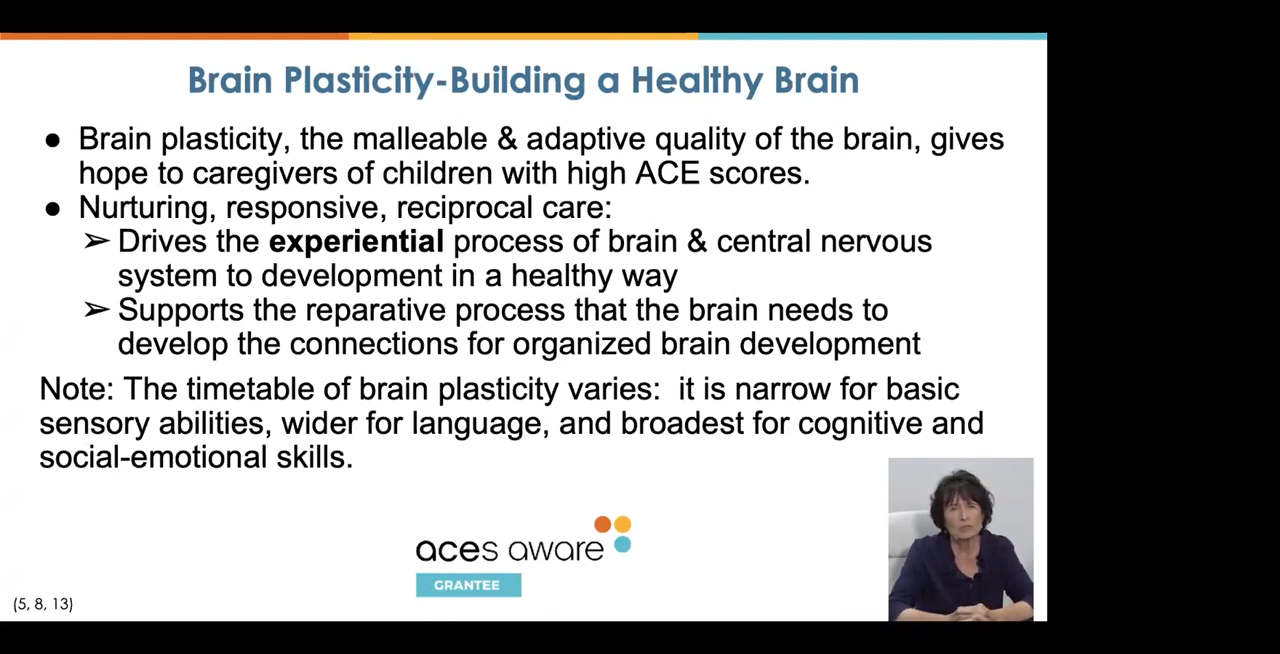 Brain Plasticity-Building a Healthy Brain
● Brain plasticity, the malleable & adaptive quality of the brain, gives
hope to caregivers of children with high ACE scores.
● Nurturing, responsive, reciprocal care:
➢ Drives the experiential process of brain & central nervous
system to development in a healthy way
➢ Supports the reparative process that the brain needs to
develop the connections for organized brain development
Note: The timetable of brain plasticity varies:  it is narrow for basic
sensory abilities, wider for language, and broadest for cognitive and
social-emotional skills.
aces aware
GRANTEE
(5, 8, 13)